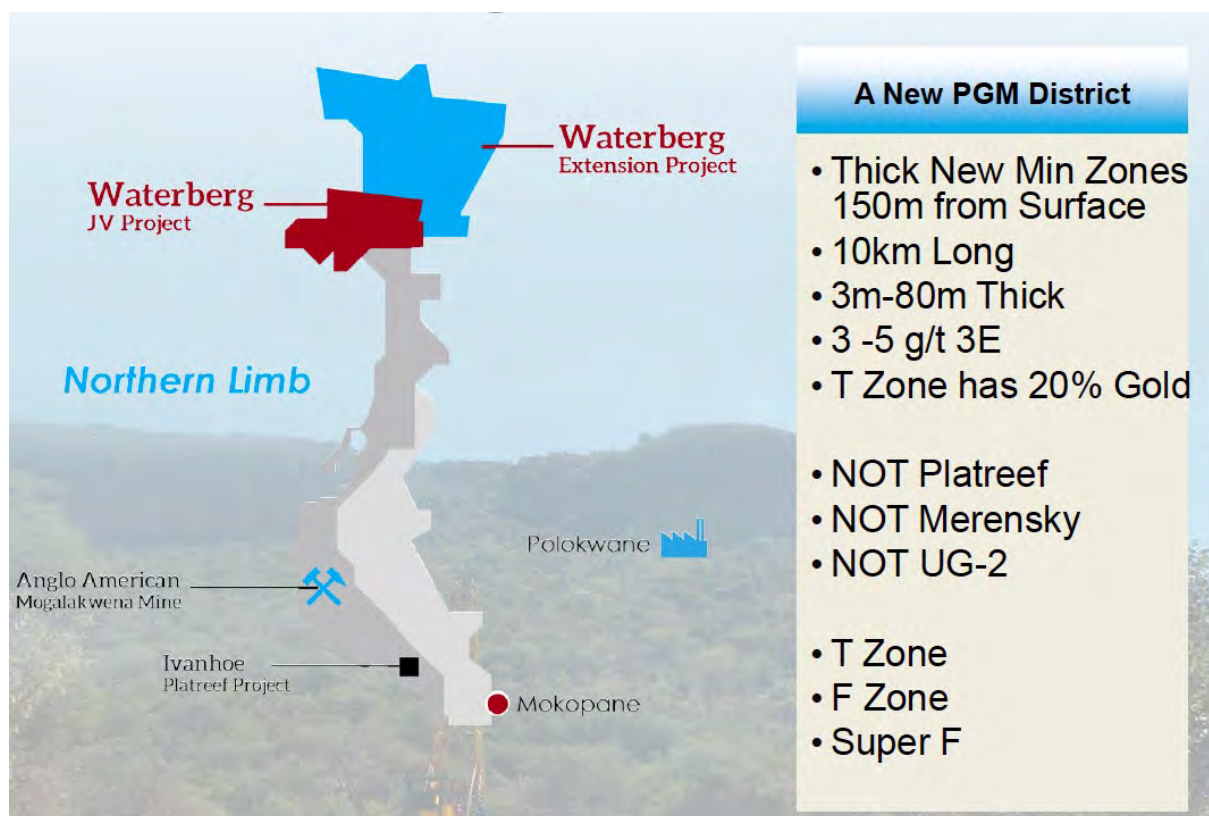 Waterberg
Extension Project
Waterberg
JV Project
Northern Limb
Polokwane
Anglo American
Mogalakwena Mine
Ivanhoe
Platreef Project
Mokopane
A New PGM District
• Thick New Min Zones
150m from Surface
• 10km Long
• 3m-80m Thick
• 3 -5 g/t 3E
• T Zone has 20% Gold
• NOT Platreef
• NOT Merensky
• NOT UG-2
• T Zone
• F Zone
• Super F